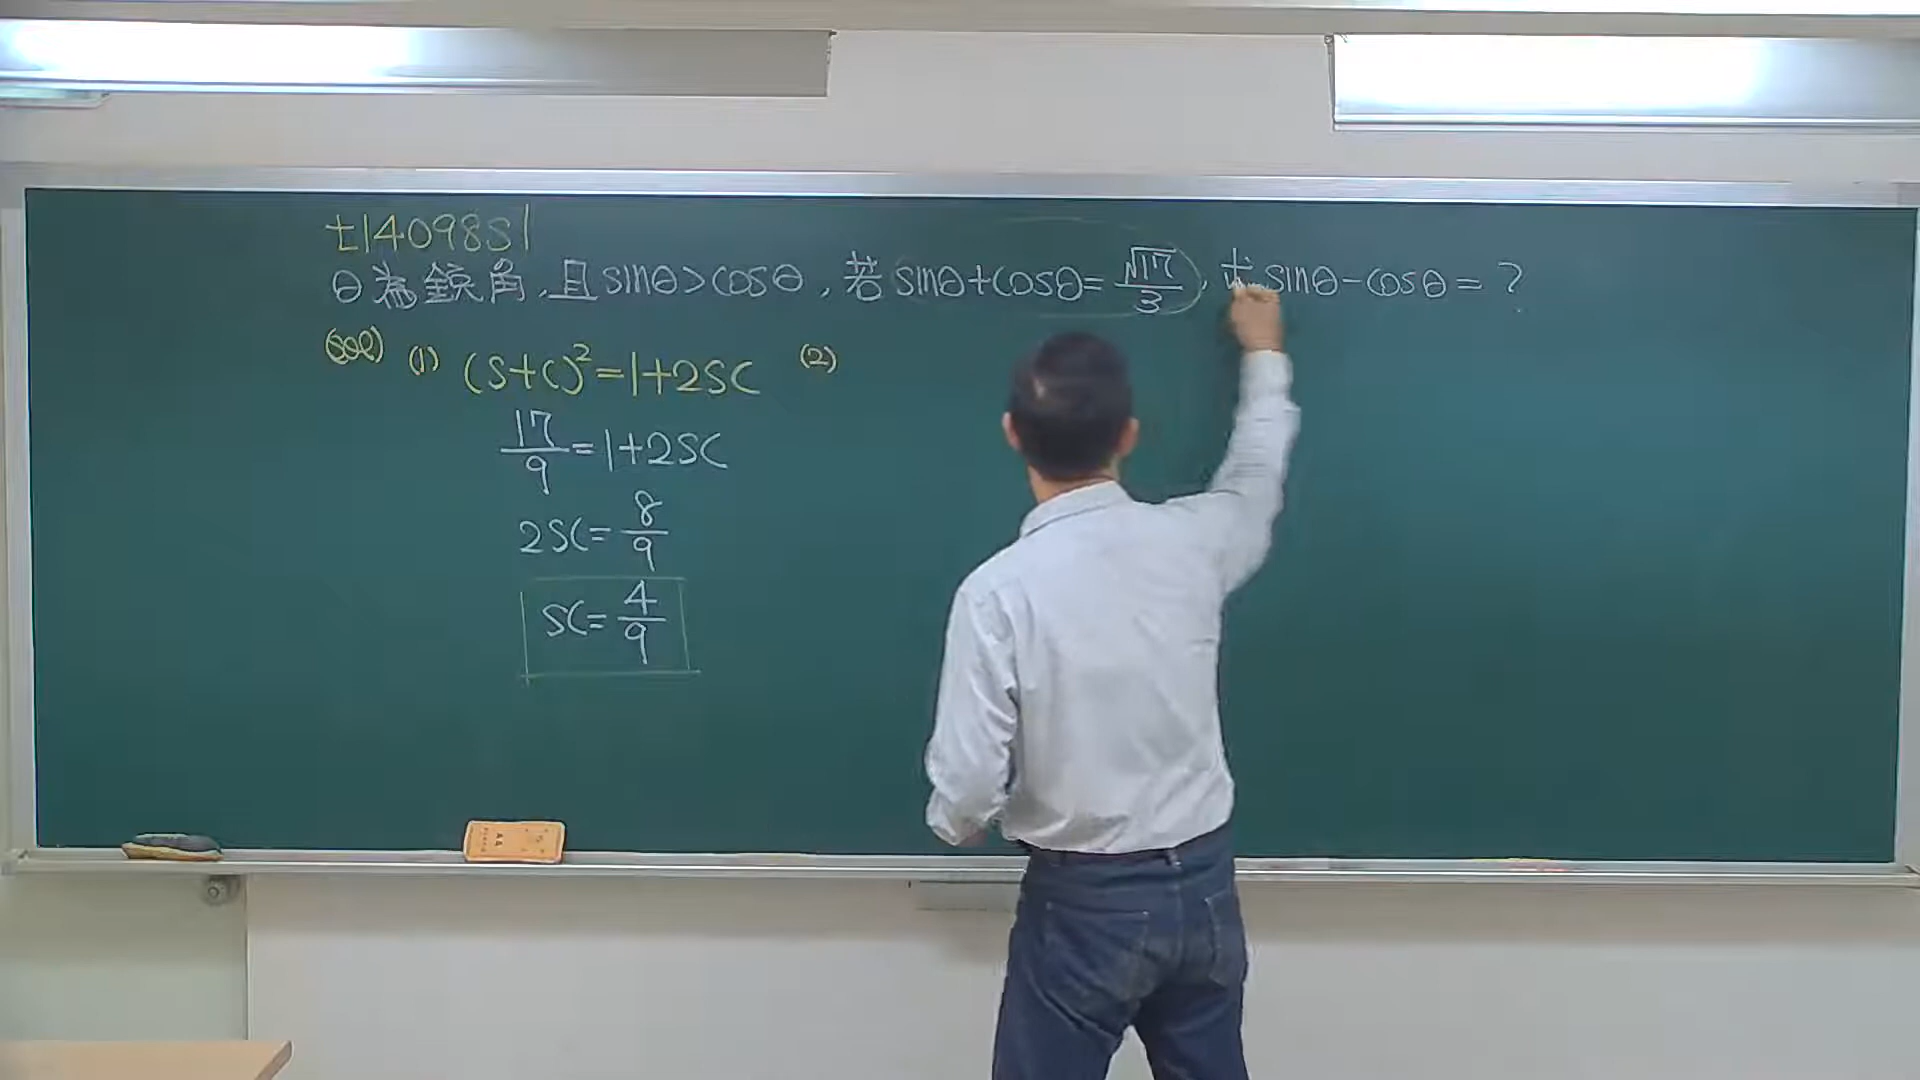 t14098s1
θ為銳角,且sinθ>cosθ,若sinθ+cosθ=√17/3,求sinθ-cosθ=?
(sol) (1) (S+C)²=1+2SC (2)
17/9=1+2SC
2SC=8/9
SC=4/9